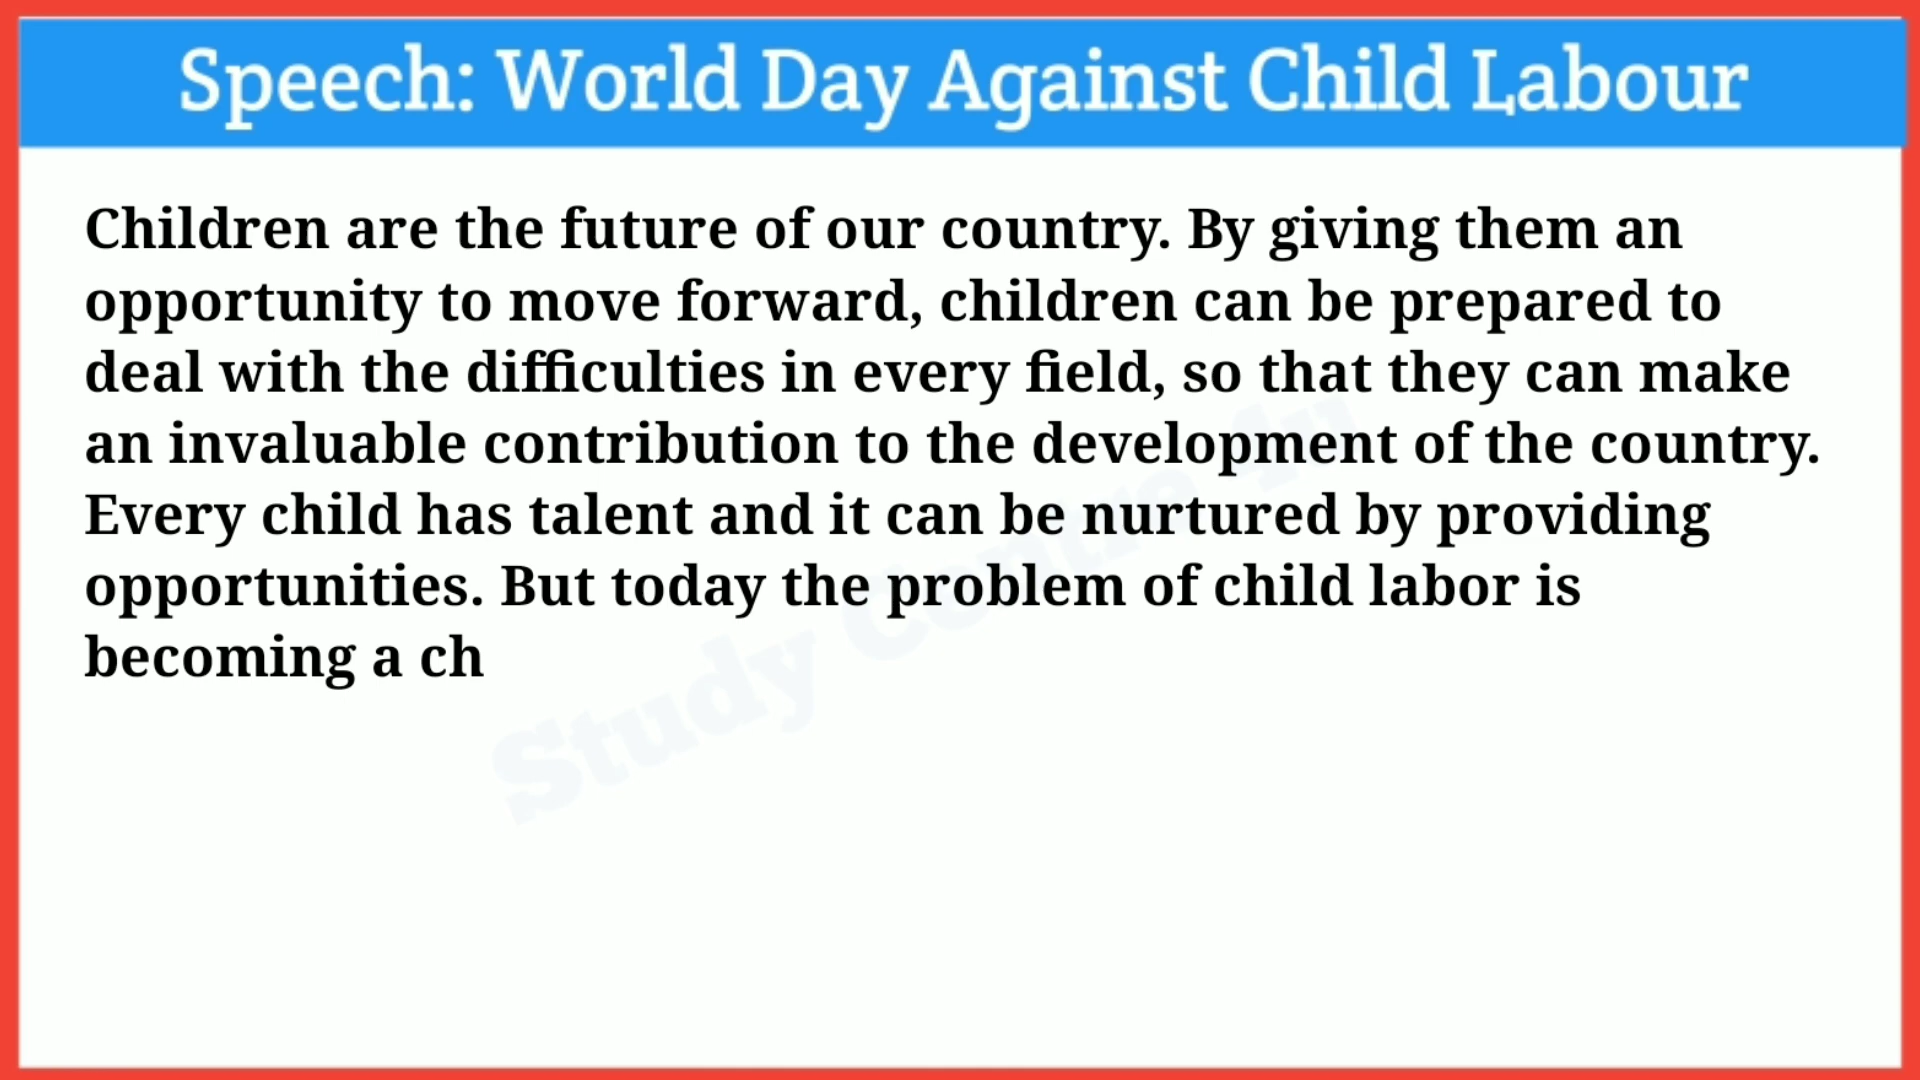 Speech: World Day Against Child Labour
Children are the future of our country. By giving them an
opportunity to move forward, children can be prepared to
deal with the difficulties in every field, so that they can make
an invaluable contribution to the development of the country.
Every child has talent and it can be nurtured by providing
opportunities. But today the problem of child labor is
becoming a ch
Study Centre 4u